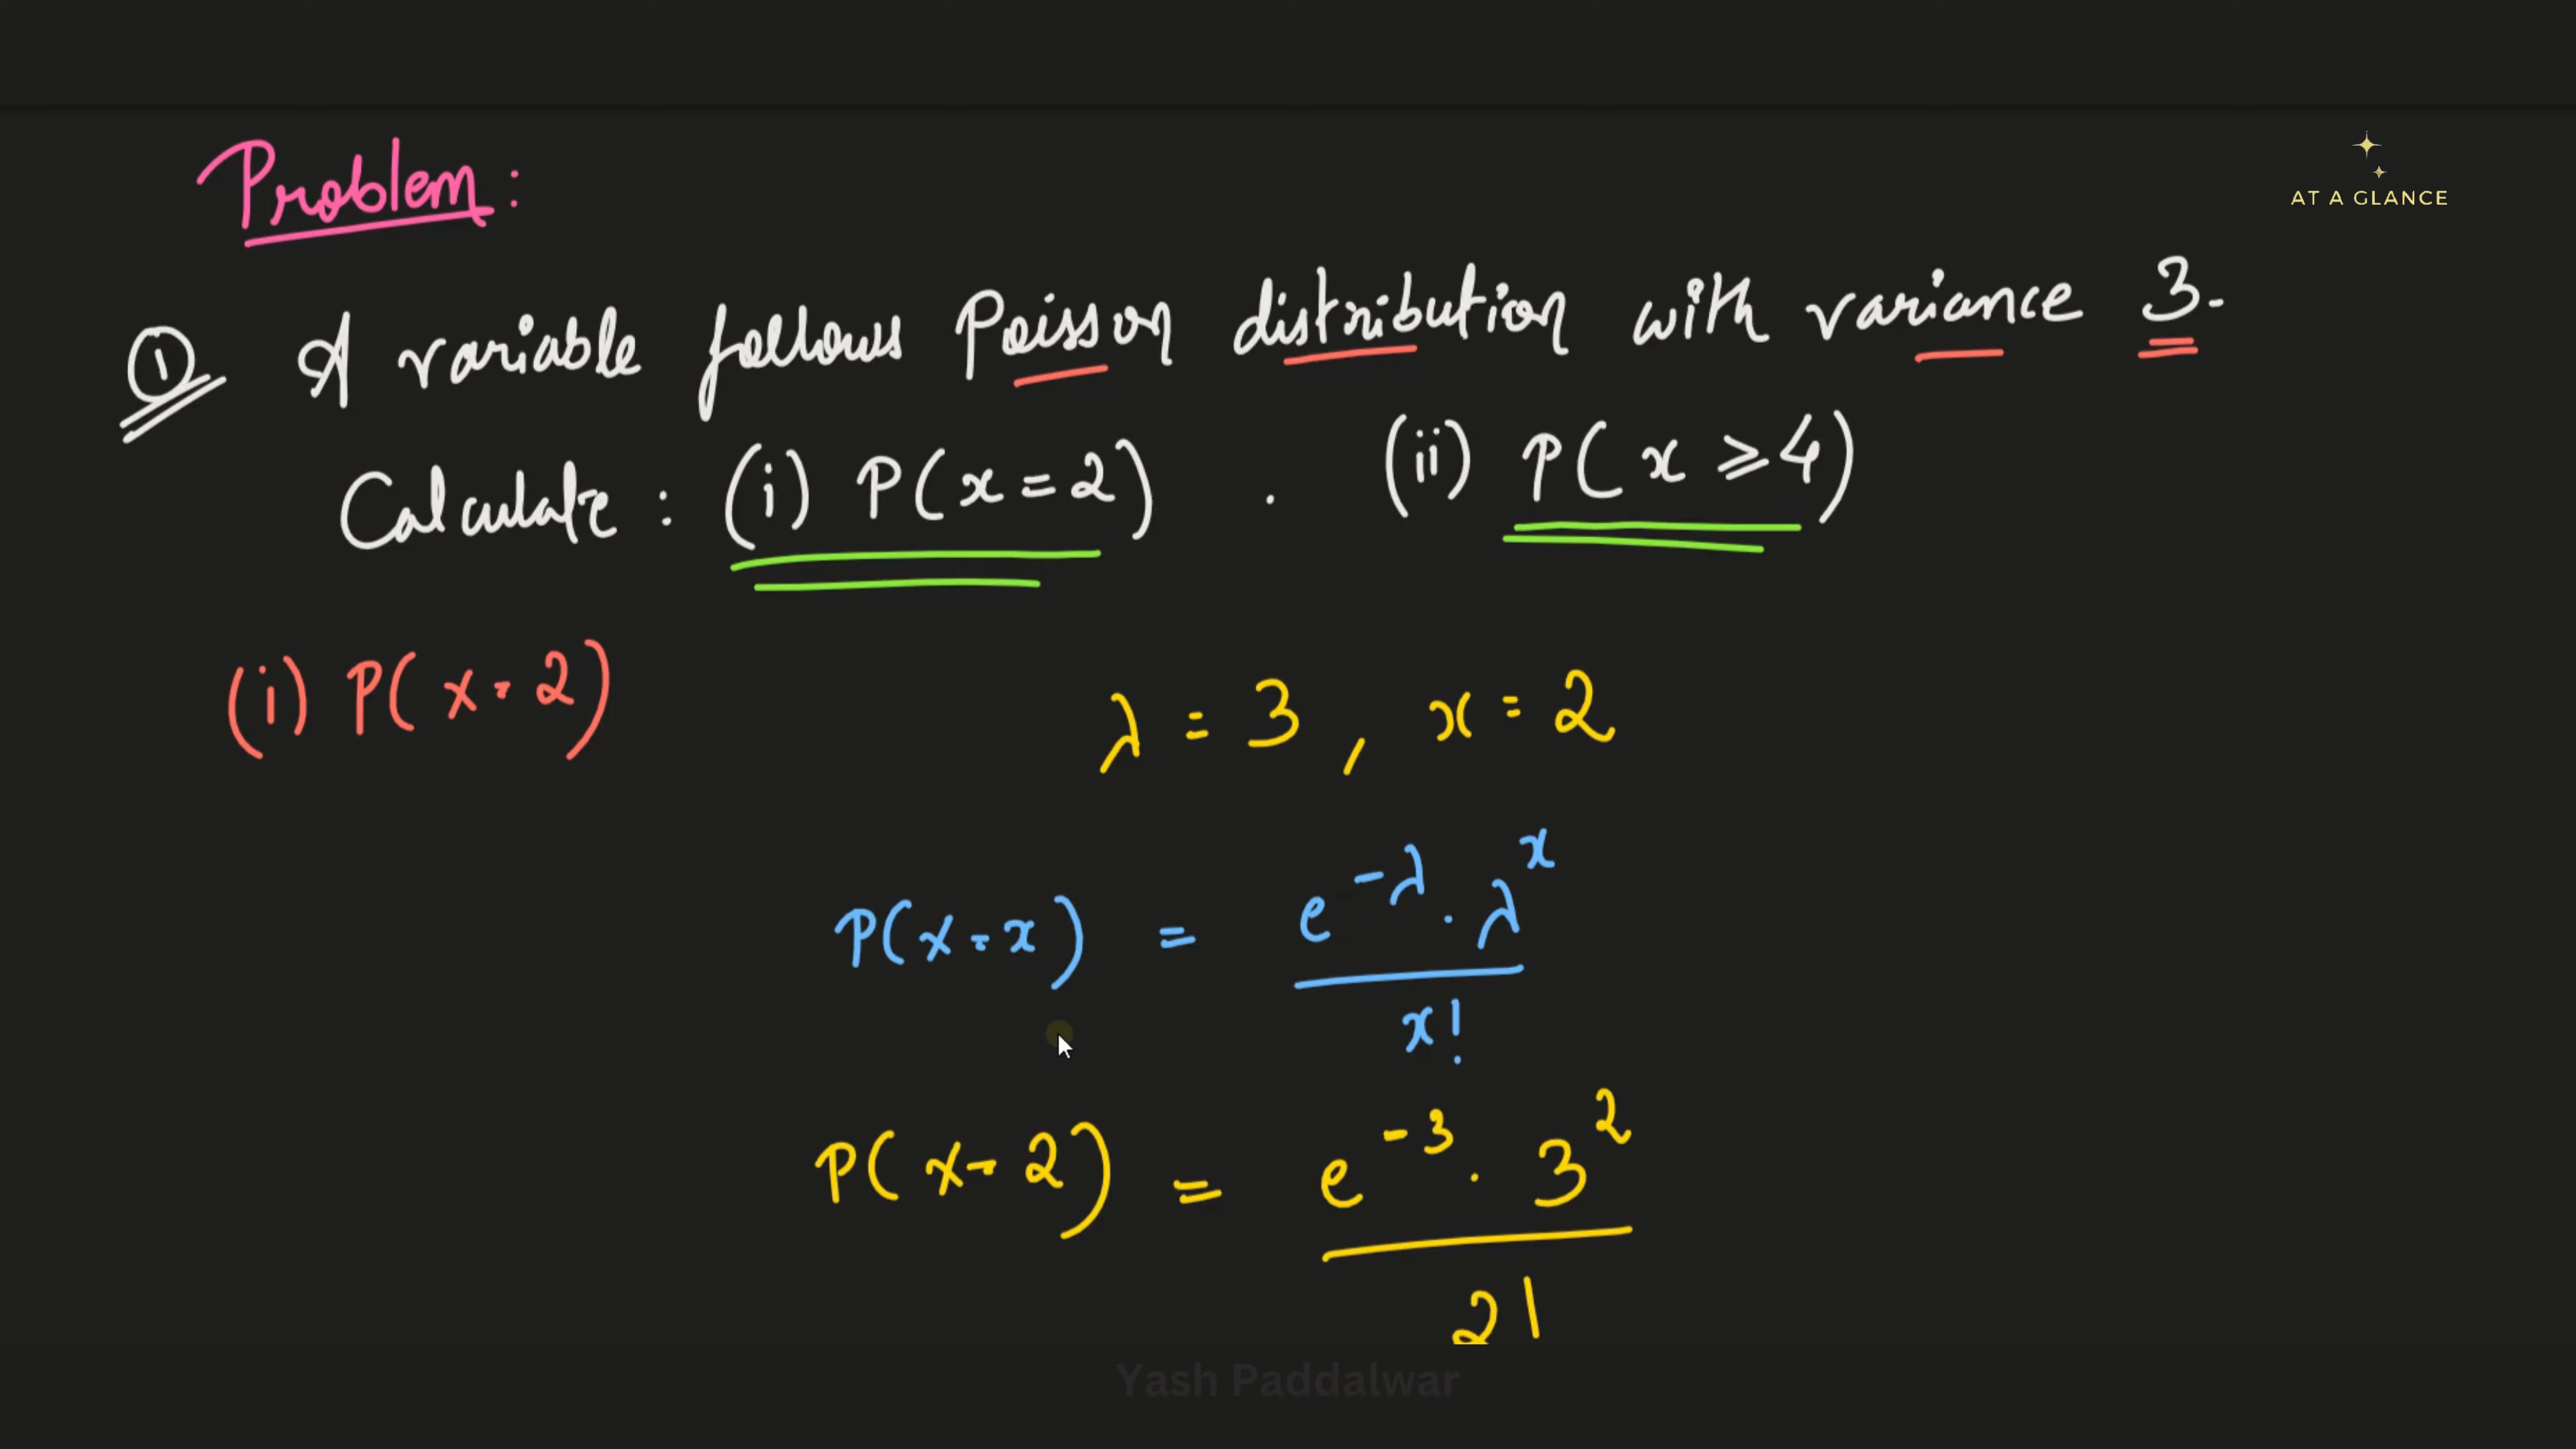 Problem:
AT A GLANCE
① A variable follows Poisson distribution with variance 3.
Calculate : (i) P(x = 2) . (ii) P(x ⩾ 4)
(i) P(x = 2)
λ = 3 , x = 2
P(x = x) = e^{-λ} · λ^x / x!
P(x = 2) = e^{-3} · 3^2 / 2!
Yash Paddalwar